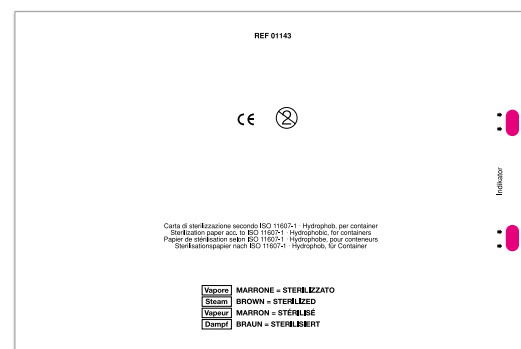 REF 01143
CE 2
Indikator
Carta di sterilizzazione secondo ISO 11607-1 · Hydrophob, per container
Sterilization paper acc. to ISO 11607-1 · Hydrophobic, for containers
Papier de stérilisation selon ISO 11607-1 · Hydrophobe, pour conteneurs
Sterilisationspapier nach ISO 11607-1 · Hydrophob, für Container
Vapore MARRONE = STERILIZZATO
Steam BROWN = STERILIZED
Vapeur MARRON = STÉRILISÉ
Dampf BRAUN = STERILISIERT